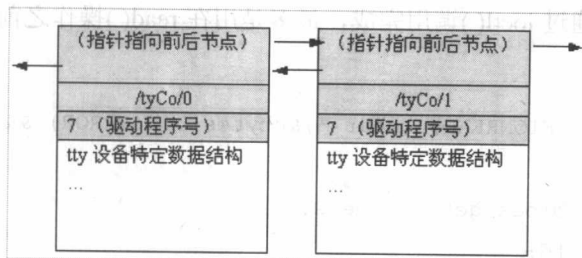 (指针指向前后节点)
/tyCo/0
7 (驱动程序号)
tty 设备特定数据结构
...
(指针指向前后节点)
/tyCo/1
7 (驱动程序号)
tty 设备特定数据结构
...